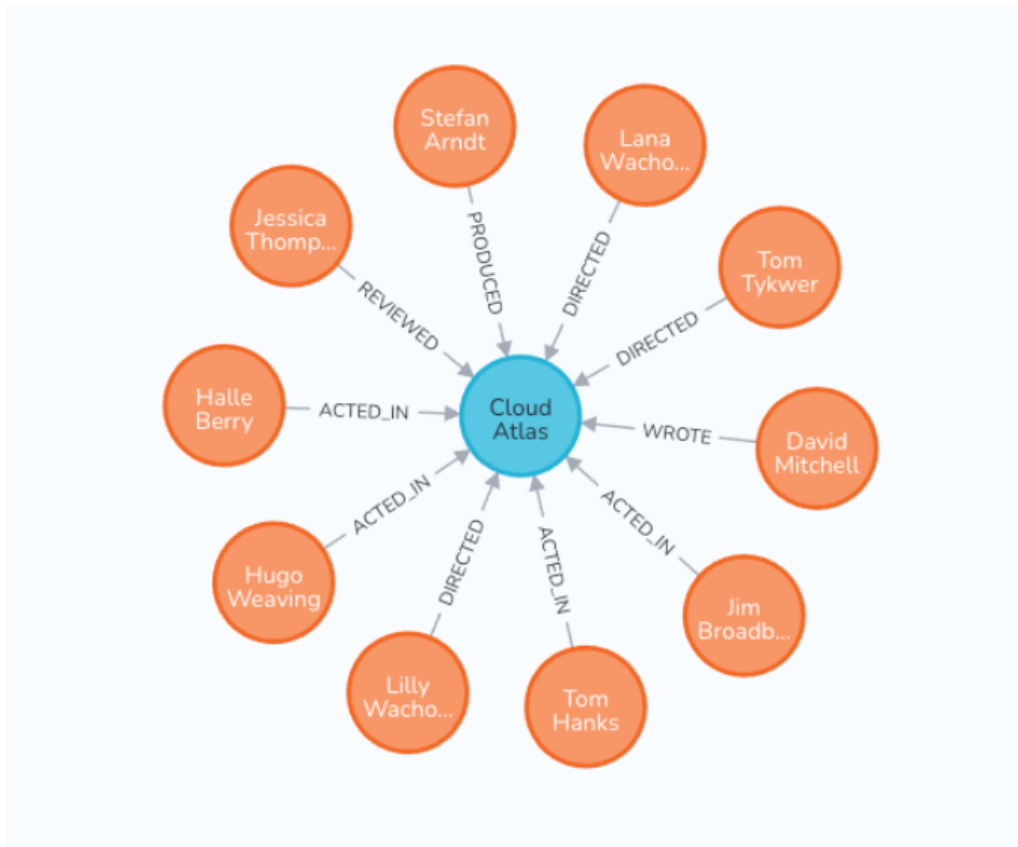 Stefan
Arndt
Lana
Wacho...
Jessica
Thomp...
Tom
Tykwer
PRODUCED
DIRECTED
REVIEWED
DIRECTED
Halle
Berry
ACTED_IN
Cloud
Atlas
WROTE
David
Mitchell
ACTED_IN
DIRECTED
ACTED_IN
ACTED_IN
Hugo
Weaving
Jim
Broadb...
Lilly
Wacho...
Tom
Hanks